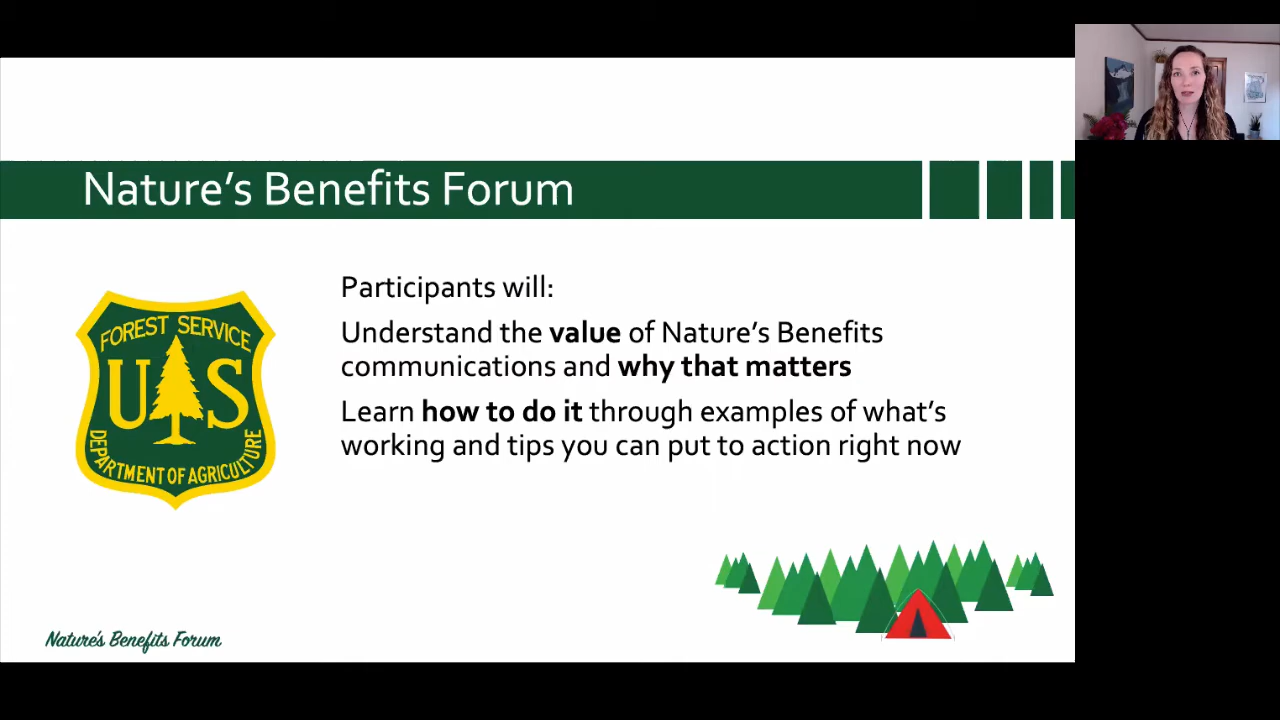 Nature's Benefits Forum
FOREST SERVICE
U S
DEPARTMENT OF AGRICULTURE
Participants will:
Understand the value of Nature's Benefits
communications and why that matters
Learn how to do it through examples of what's
working and tips you can put to action right now
Nature's Benefits Forum